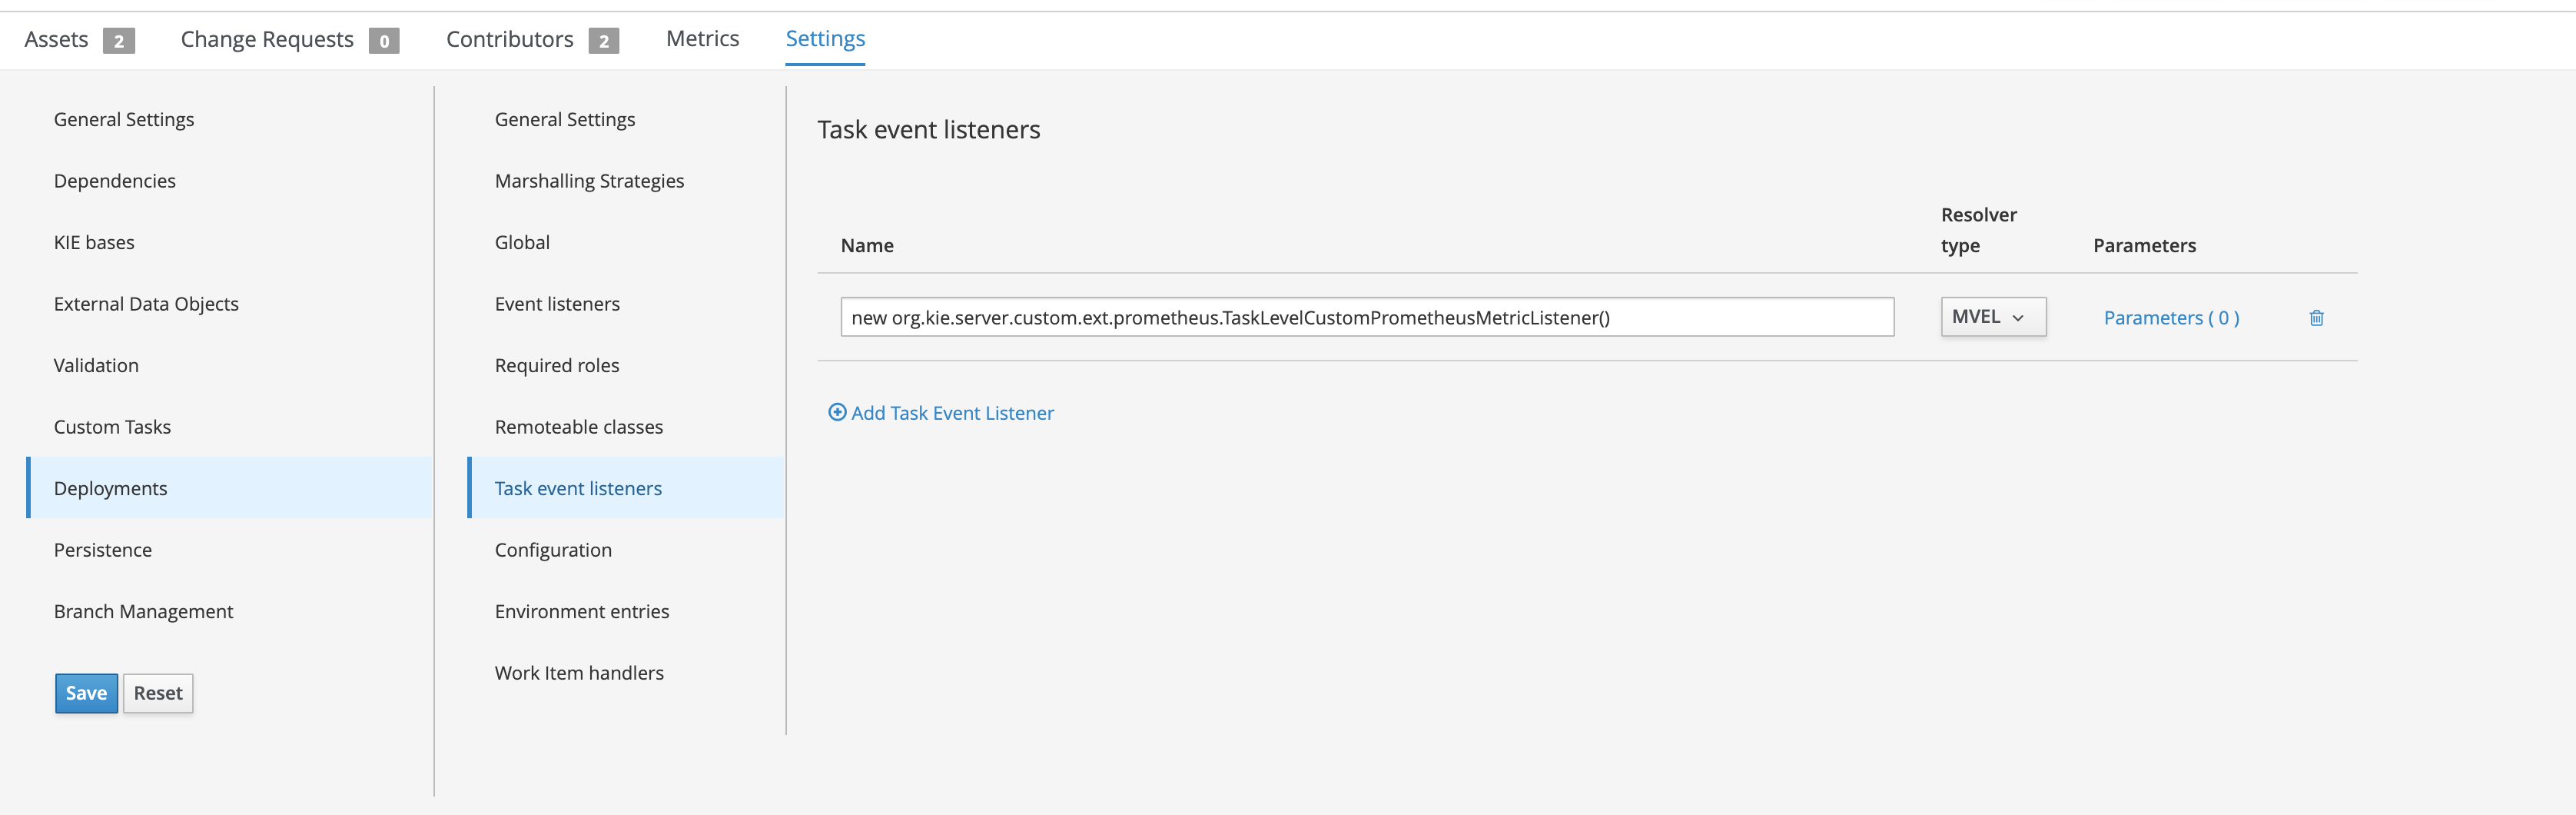 Assets 2 Change Requests 0 Contributors 2 Metrics Settings
General Settings
Dependencies
KIE bases
External Data Objects
Validation
Custom Tasks
Deployments
Persistence
Branch Management
Save Reset
General Settings
Marshalling Strategies
Global
Event listeners
Required roles
Remoteable classes
Task event listeners
Configuration
Environment entries
Work Item handlers
Task event listeners
Name Resolver type Parameters
new org.kie.server.custom.ext.prometheus.TaskLevelCustomPrometheusMetricListener() MVEL Parameters ( 0 )
Add Task Event Listener